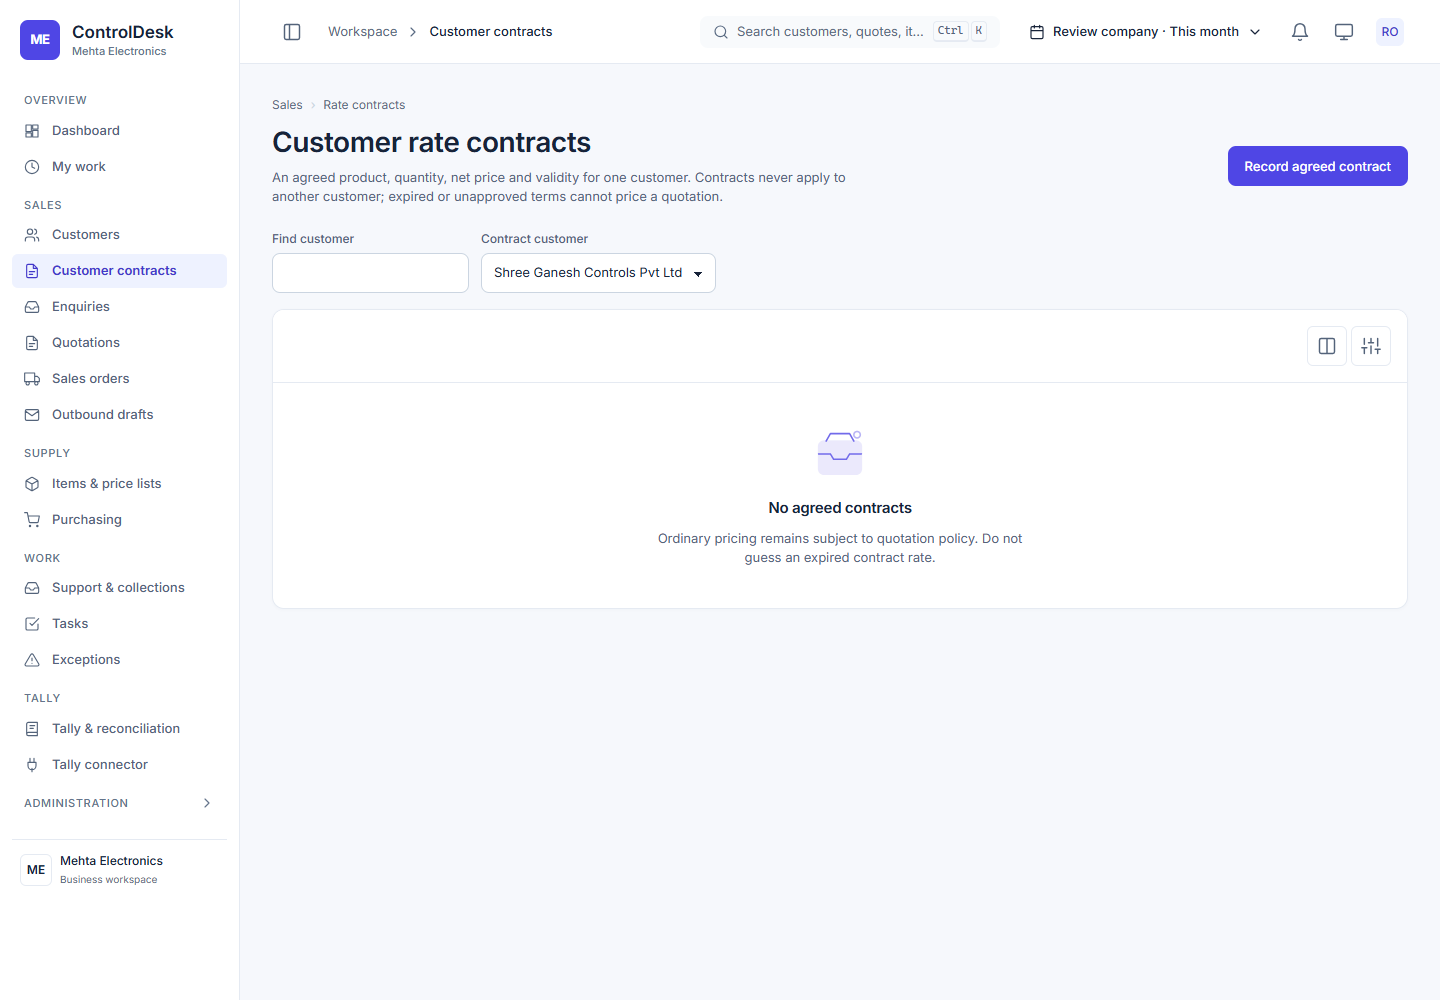 ME
ControlDesk
Mehta Electronics
OVERVIEW
Dashboard
My work
SALES
Customers
Customer contracts
Enquiries
Quotations
Sales orders
Outbound drafts
SUPPLY
Items & price lists
Purchasing
WORK
Support & collections
Tasks
Exceptions
TALLY
Tally & reconciliation
Tally connector
ADMINISTRATION
ME
Mehta Electronics
Business workspace
Workspace
Customer contracts
Search customers, quotes, it...
Ctrl K
Review company · This month
RO
Sales
Rate contracts
Customer rate contracts
An agreed product, quantity, net price and validity for one customer. Contracts never apply to
another customer; expired or unapproved terms cannot price a quotation.
Record agreed contract
Find customer
Contract customer
Shree Ganesh Controls Pvt Ltd
No agreed contracts
Ordinary pricing remains subject to quotation policy. Do not
guess an expired contract rate.